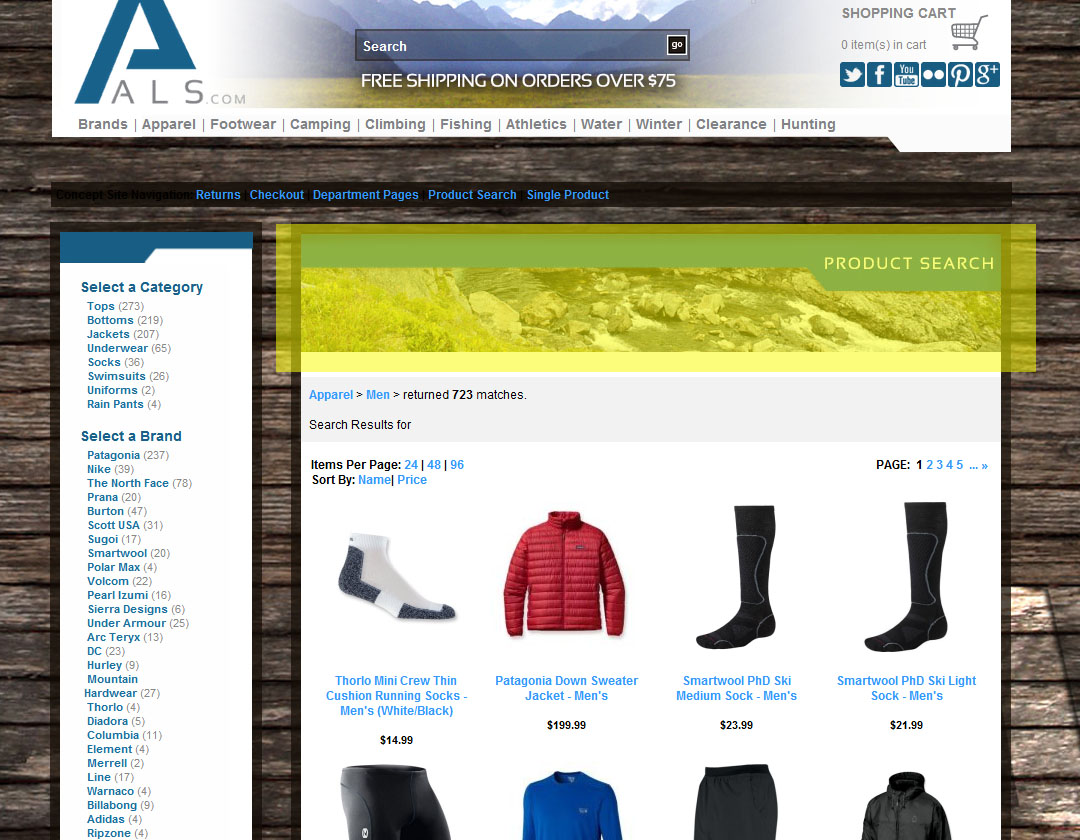 SHOPPING CART
Search
go
0 item(s) in cart
FREE SHIPPING ON ORDERS OVER $75
You
Tube
g+
ALS.COM
Brands | Apparel | Footwear | Camping | Climbing | Fishing | Athletics | Water | Winter | Clearance | Hunting
Concept Site Navigation: Returns | Checkout | Department Pages | Product Search | Single Product
PRODUCT SEARCH
Select a Category
Tops (273)
Bottoms (219)
Jackets (207)
Underwear (65)
Socks (36)
Swimsuits (26)
Uniforms (2)
Rain Pants (4)
Select a Brand
Patagonia (237)
Nike (39)
The North Face (78)
Prana (20)
Burton (47)
Scott USA (31)
Sugoi (17)
Smartwool (20)
Polar Max (4)
Volcom (22)
Pearl Izumi (16)
Sierra Designs (6)
Under Armour (25)
Arc Teryx (13)
DC (23)
Hurley (9)
Mountain
Hardwear (27)
Thorlo (4)
Diadora (5)
Columbia (11)
Element (4)
Merrell (2)
Line (17)
Warnaco (4)
Billabong (9)
Adidas (4)
Ripzone (4)
Apparel > Men > returned 723 matches.
Search Results for
Items Per Page: 24 | 48 | 96
PAGE: 1 2 3 4 5 ... »
Sort By: Name| Price
Thorlo Mini Crew Thin
Cushion Running Socks -
Men's (White/Black)
$14.99
Patagonia Down Sweater
Jacket - Men's
$199.99
Smartwool PhD Ski
Medium Sock - Men's
$23.99
Smartwool PhD Ski Light
Sock - Men's
$21.99